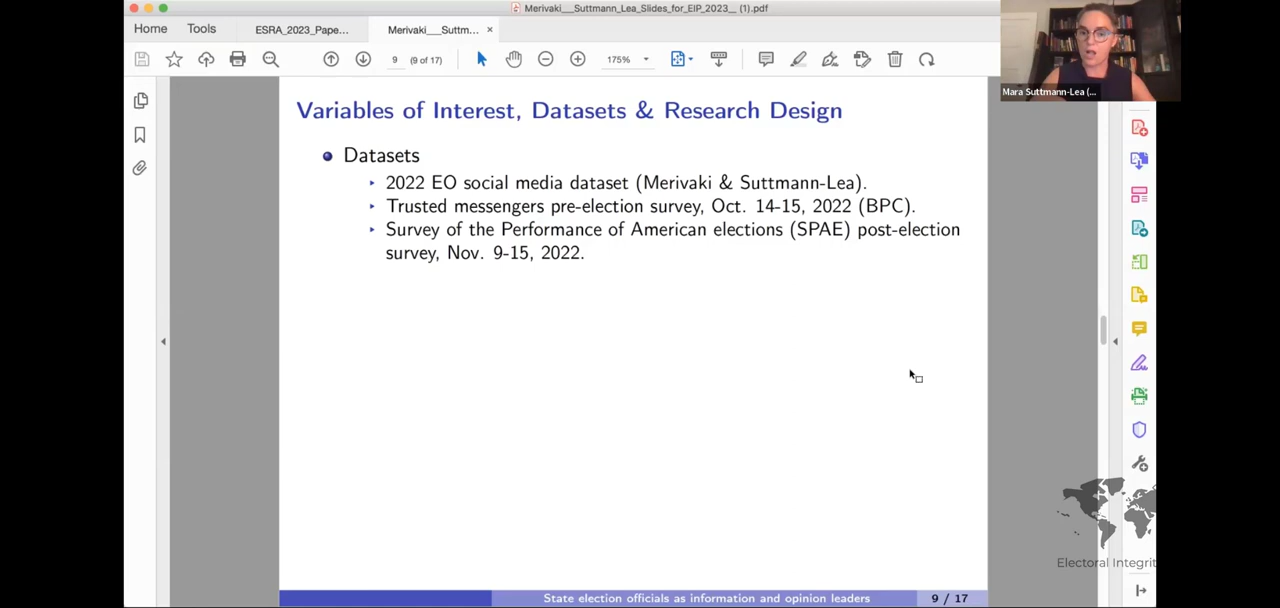 Merivaki___Suttmann_Lea_Slides_for_EIP_2023__ (1).pdf
Home
Tools
ESRA_2023_Pape...
Merivaki___Suttm...
×
9
(9 of 17)
175%
Mara Suttmann-Lea (...
Variables of Interest, Datasets & Research Design
Datasets
2022 EO social media dataset (Merivaki & Suttmann-Lea).
Trusted messengers pre-election survey, Oct. 14-15, 2022 (BPC).
Survey of the Performance of American elections (SPAE) post-election
survey, Nov. 9-15, 2022.
Electoral Integrit
State election officials as information and opinion leaders
9 / 17